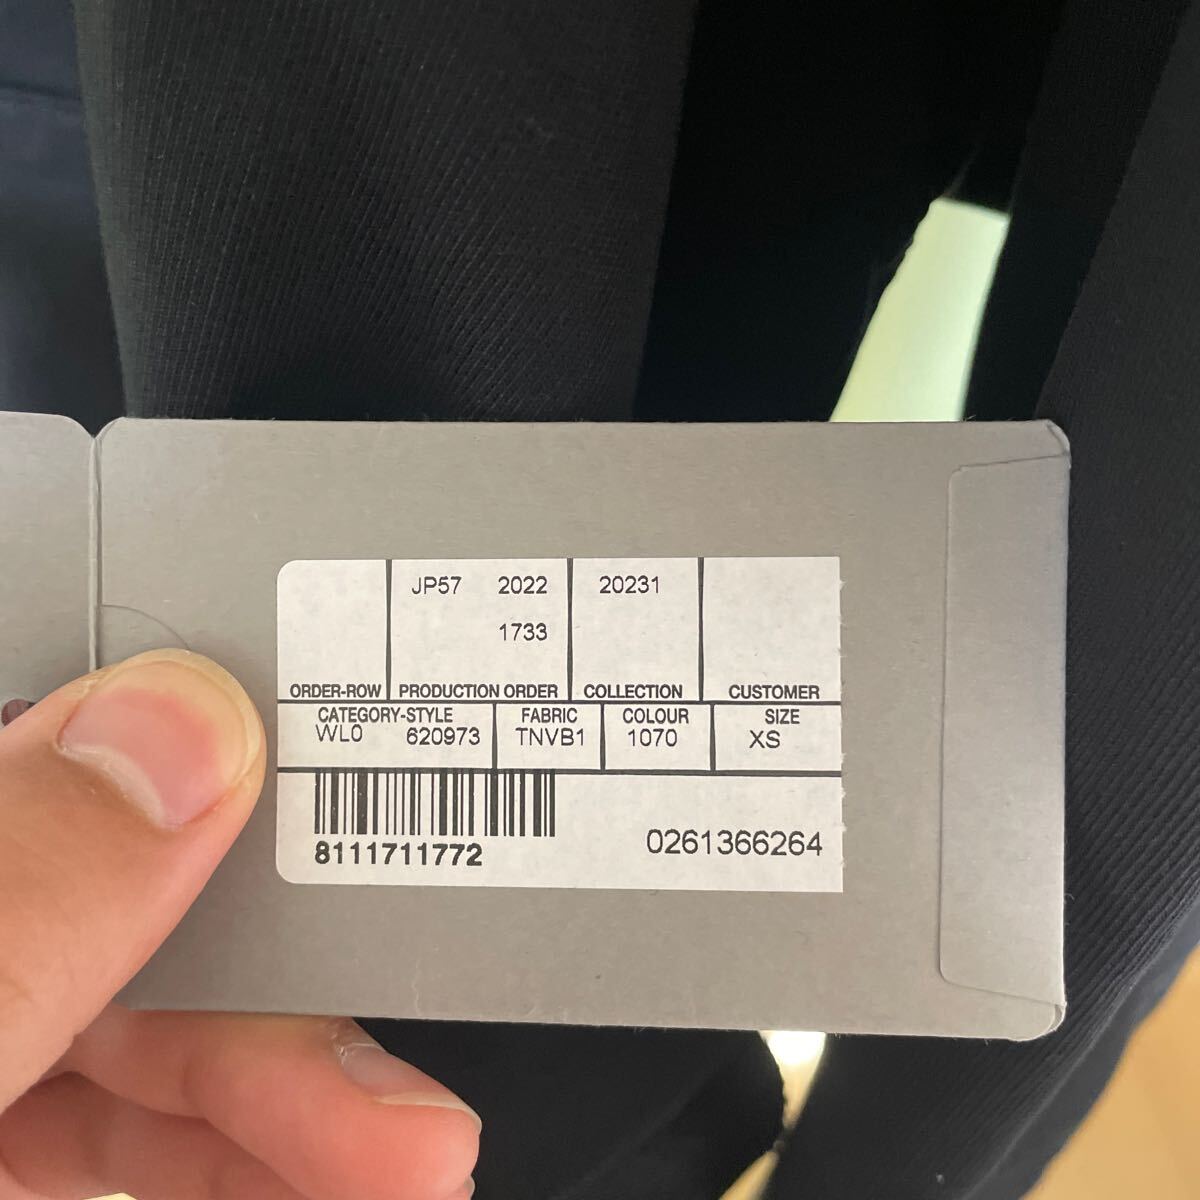 JP57 2022 20231
1733
ORDER-ROW PRODUCTION ORDER COLLECTION CUSTOMER
CATEGORY-STYLE FABRIC COLOUR SIZE
WL0 620973 TNVB1 1070 XS
8111711772 0261366264